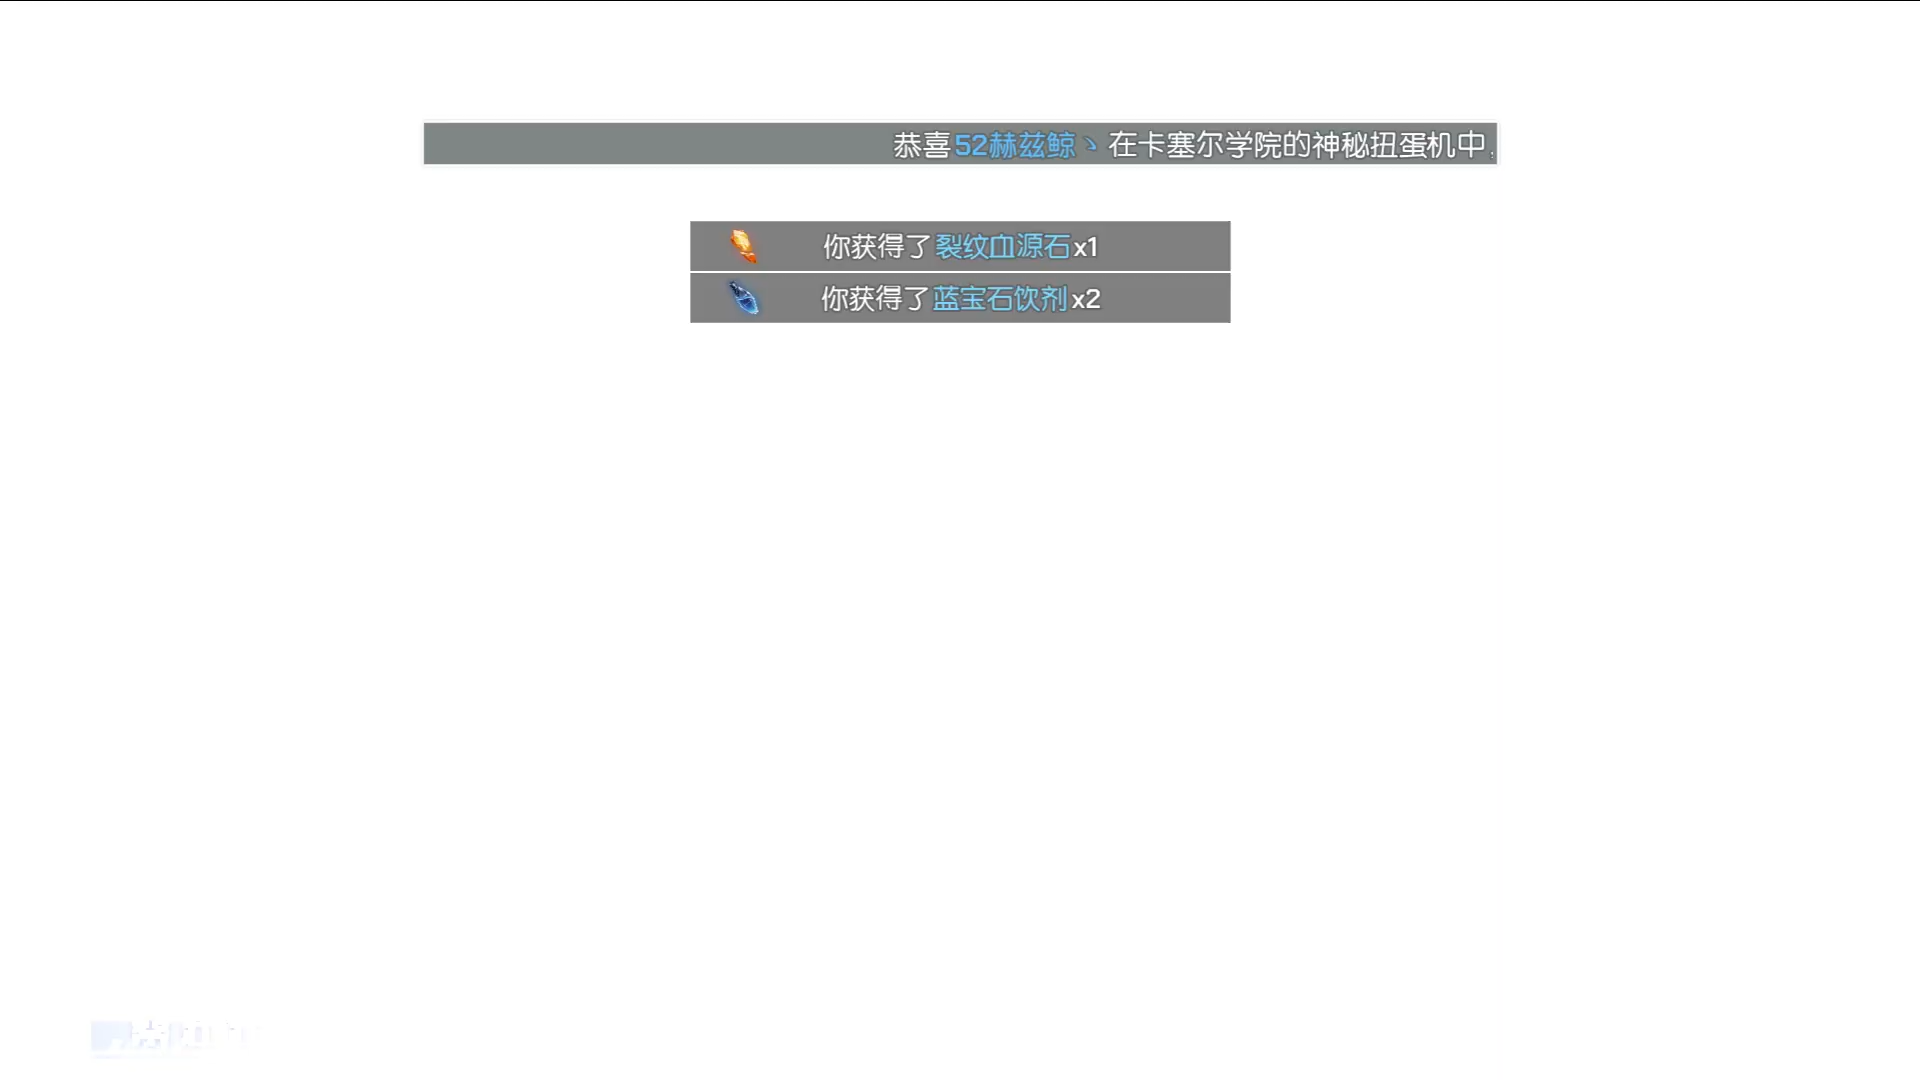 恭喜52赫兹鲸丶在卡塞尔学院的神秘扭蛋机中
你获得了裂纹血源石x1
你获得了蓝宝石饮剂x2